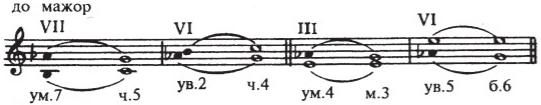 до мажор
VII VI III VI
ум.7 ч.5 ув.2 ч.4 ум.4 м.3 ув.5 б.6